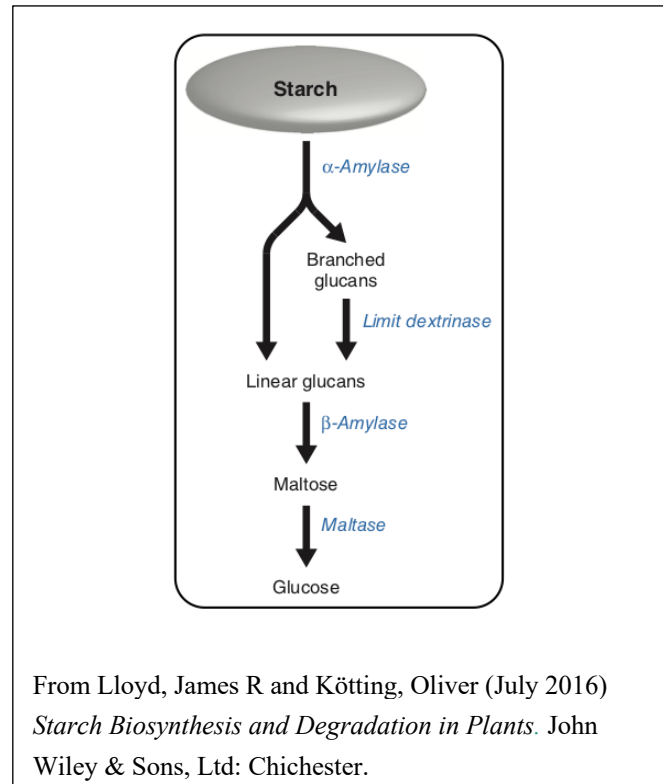 Starch
α-Amylase
Branched
glucans
Limit dextrinase
Linear glucans
β-Amylase
Maltose
Maltase
Glucose
From Lloyd, James R and Kötting, Oliver (July 2016)
Starch Biosynthesis and Degradation in Plants. John
Wiley & Sons, Ltd: Chichester.